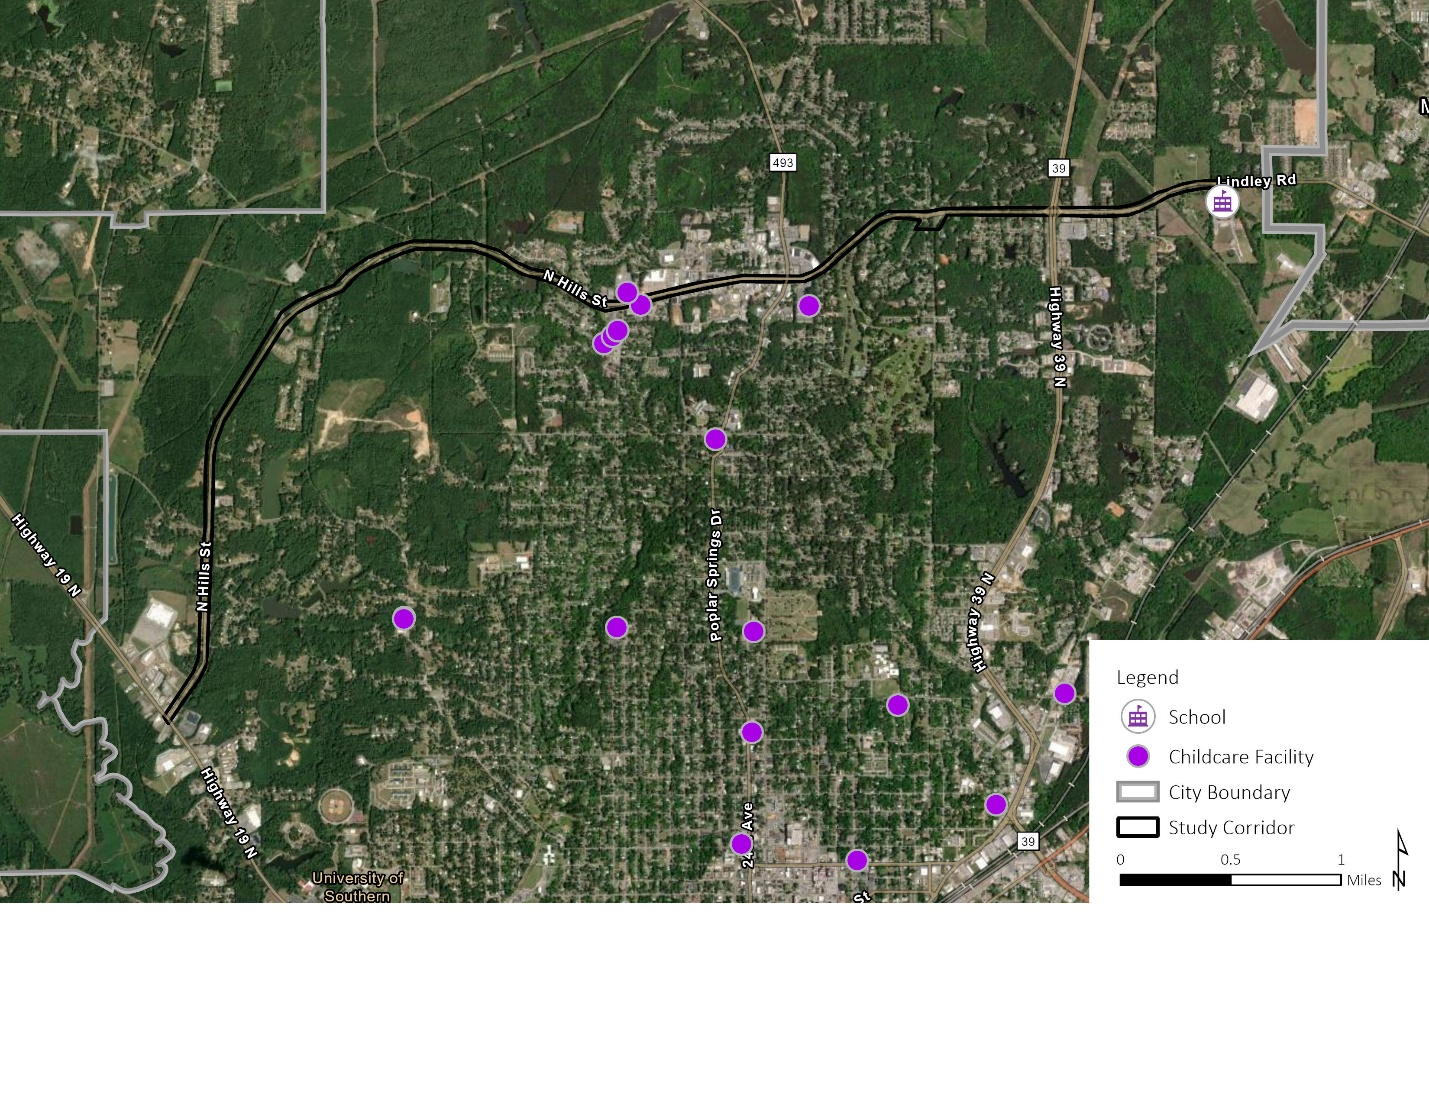 M
493
39
Lindley Rd
N Hills St
Highway 39 N
Highway 19 N
N Hills St
Poplar Springs Dr
Highway 39 N
Highway 19 N
Ave
39
University of
Southern
St
Legend
School
Childcare Facility
City Boundary
Study Corridor
0 0.5 1
Miles
N